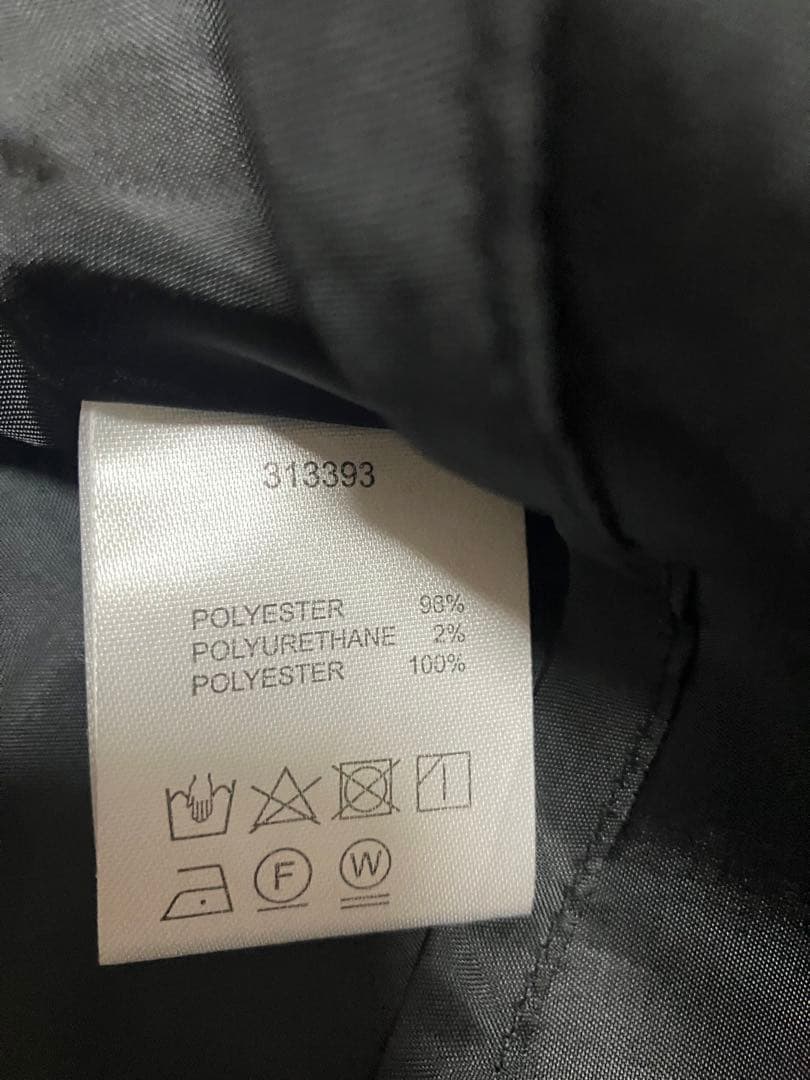 313393
POLYESTER 98%
POLYURETHANE 2%
POLYESTER 100%
F W